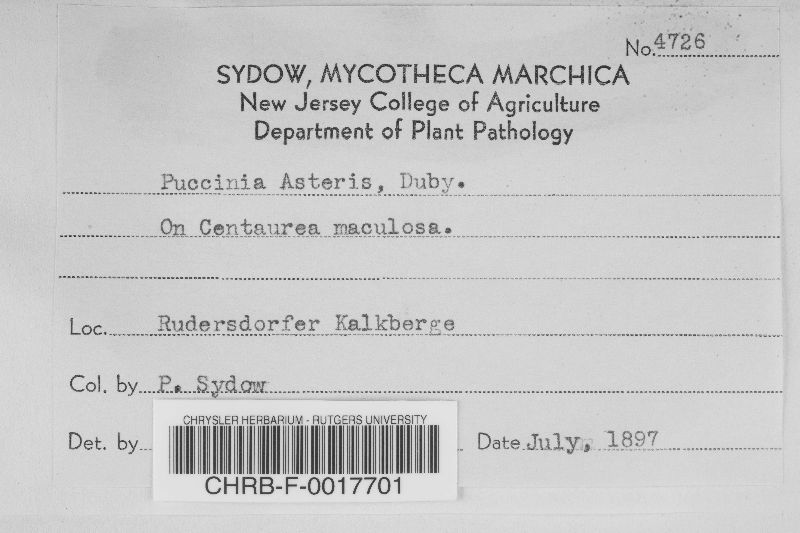 No. 4726
SYDOW, MYCOTHECA MARCHICA
New Jersey College of Agriculture
Department of Plant Pathology
Puccinia Asteris, Duby.
On Centaurea maculosa.
Loc. Rudersdorfer Kalkberge
Col. by P. Sydow
Det. by
Date July, 1897
CHRYSLER HERBARIUM - RUTGERS UNIVERSITY
CHRB-F-0017701